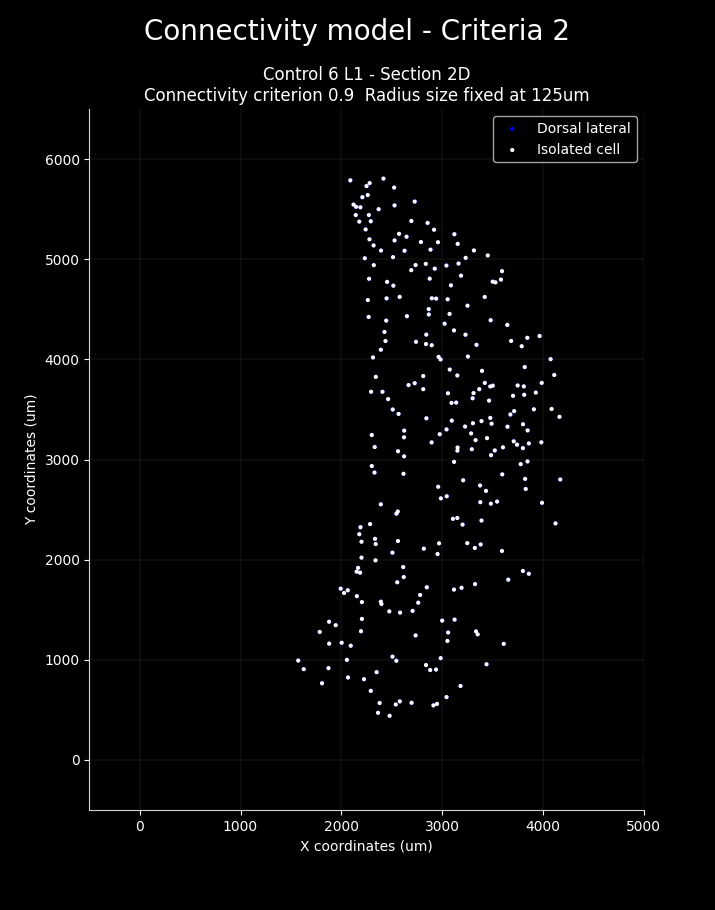 Connectivity model - Criteria 2
Control 6 L1 - Section 2D
Connectivity criterion 0.9  Radius size fixed at 125um
Dorsal lateral
Isolated cell
6000
5000
4000
3000
2000
1000
0
Y coordinates (um)
0 1000 2000 3000 4000 5000
X coordinates (um)